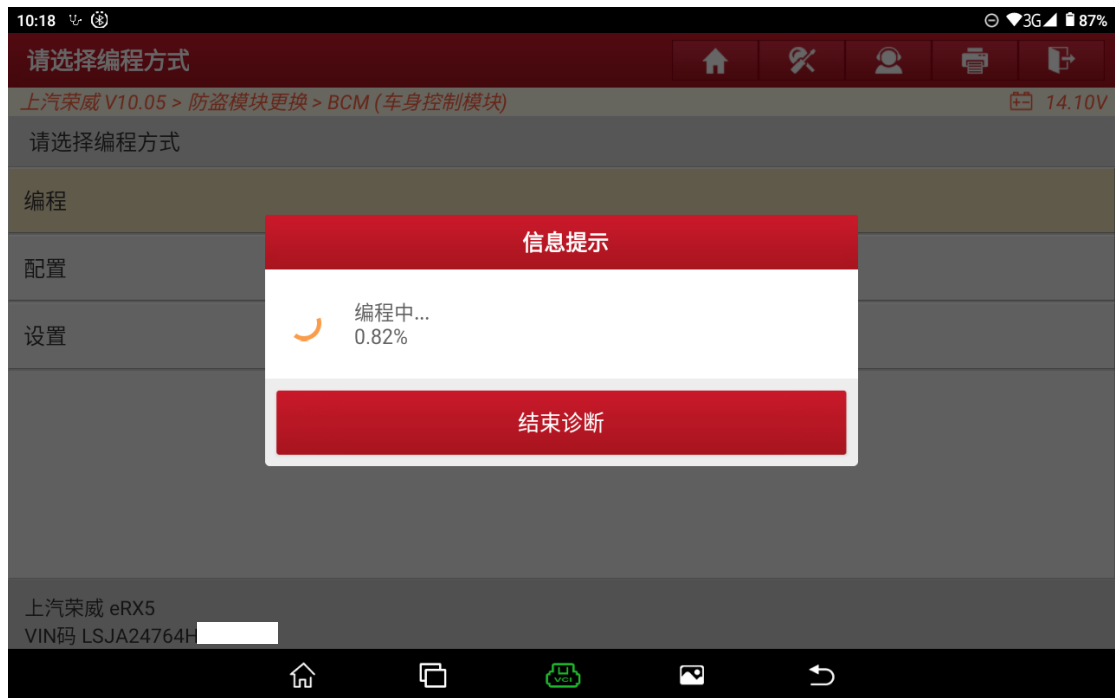 10:18
3G 87%
请选择编程方式
上汽荣威 V10.05 > 防盗模块更换 > BCM (车身控制模块)
14.10V
请选择编程方式
编程
配置
设置
信息提示
编程中...
0.82%
结束诊断
上汽荣威 eRX5
VIN码 LSJA24764H
VCI